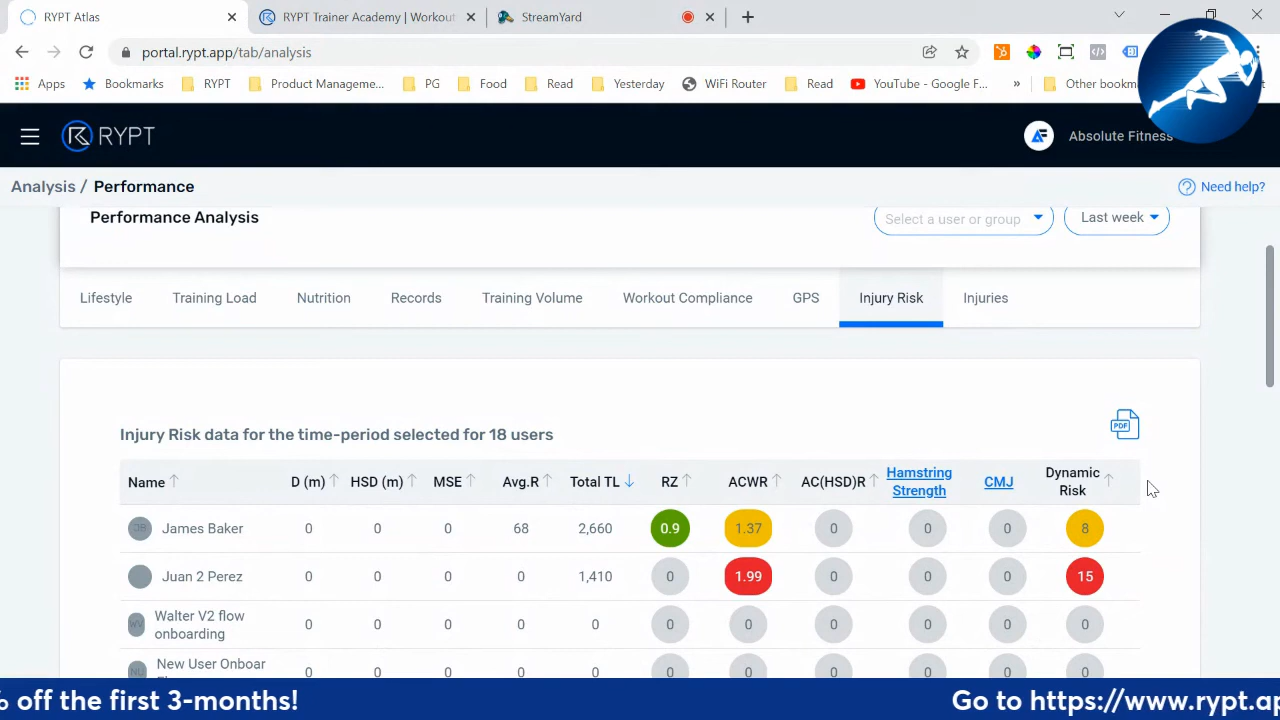 RYPT Atlas
RYPT Trainer Academy | Workout
StreamYard
portal.rypt.app/tab/analysis
Apps
Bookmarks
RYPT
Product Manageme...
PG
Read
Yesterday
WiFi Router
Read
YouTube - Google F...
»
Other bookm
RYPT
Absolute Fitness
Analysis / Performance
Need help?
Performance Analysis
Select a user or group
Last week
Lifestyle
Training Load
Nutrition
Records
Training Volume
Workout Compliance
GPS
Injury Risk
Injuries
PDF
Injury Risk data for the time-period selected for 18 users
Name D (m) HSD (m) MSE Avg.R Total TL RZ ACWR AC(HSD)R Hamstring Strength CMJ Dynamic Risk
JB James Baker 0 0 0 68 2,660 0.9 1.37 0 0 0 8
Juan 2 Perez 0 0 0 0 1,410 0 1.99 0 0 0 15
WV Walter V2 flow onboarding 0 0 0 0 0 0 0 0 0 0 0
NU New User Onboar 0 0 0 0 0 0 0 0 0 0 0
% off the first 3-months!
Go to https://www.rypt.ap